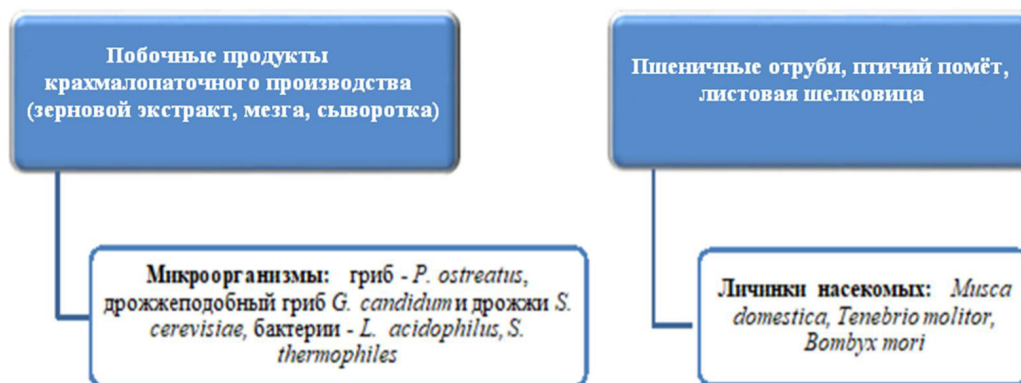 Побочные продукты
крахмалопаточного производства
(зерновой экстракт, мезга, сыворотка)
Микроорганизмы: гриб - P. ostreatus,
дрожжеподобный гриб G. candidum и дрожжи S.
cerevisiae, бактерии - L. acidophilus, S.
thermophiles
Пшеничные отруби, птичий помёт,
листовая шелковица
Личинки насекомых: Musca
domestica, Tenebrio molitor,
Bombyx mori